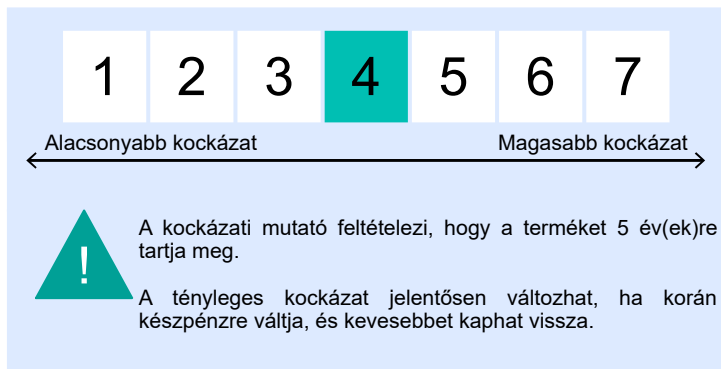 1 2 3 4 5 6 7
Alacsonyabb kockázat Magasabb kockázat
! A kockázati mutató feltételezi, hogy a terméket 5 év(ek)re
tartja meg.
A tényleges kockázat jelentősen változhat, ha korán
készpénzre váltja, és kevesebbet kaphat vissza.